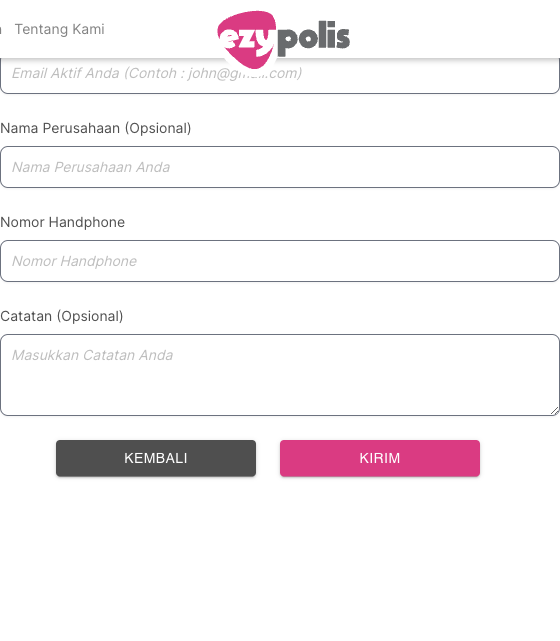 Tentang Kami
ezypolis
Email Aktif Anda (Contoh : john@gmail.com)
Nama Perusahaan (Opsional)
Nama Perusahaan Anda
Nomor Handphone
Nomor Handphone
Catatan (Opsional)
Masukkan Catatan Anda
KEMBALI
KIRIM